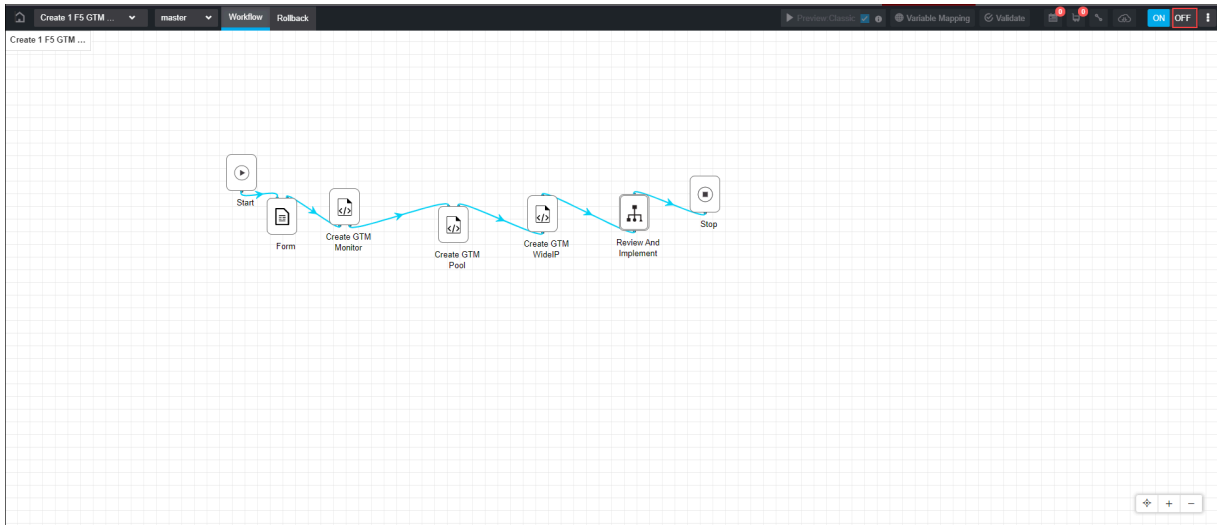 Create 1 F5 GTM ... master Workflow Rollback Preview Classic Variable Mapping Validate 0 0 ON OFF
Create 1 F5 GTM ...
Start
Form
Create GTM
Monitor
Create GTM
Pool
Create GTM
WideIP
Review And
Implement
Stop